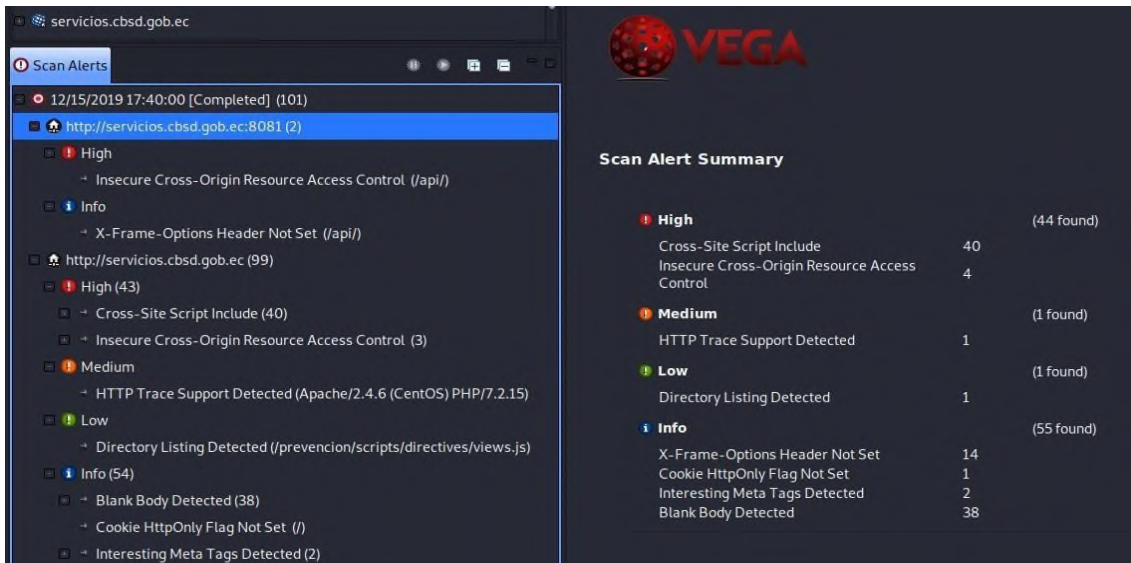 servicios.cbsd.gob.ec
Scan Alerts
12/15/2019 17:40:00 [Completed] (101)
http://servicios.cbsd.gob.ec:8081 (2)
High
Insecure Cross-Origin Resource Access Control (/api/)
Info
X-Frame-Options Header Not Set (/api/)
http://servicios.cbsd.gob.ec (99)
High (43)
Cross-Site Script Include (40)
Insecure Cross-Origin Resource Access Control (3)
Medium
HTTP Trace Support Detected (Apache/2.4.6 (CentOS) PHP/7.2.15)
Low
Directory Listing Detected (/prevencion/scripts/directives/views.js)
Info (54)
Blank Body Detected (38)
Cookie HttpOnly Flag Not Set (/)
Interesting Meta Tags Detected (2)
VEGA
Scan Alert Summary
High (44 found)
Cross-Site Script Include 40
Insecure Cross-Origin Resource Access
Control 4
Medium (1 found)
HTTP Trace Support Detected 1
Low (1 found)
Directory Listing Detected 1
Info (55 found)
X-Frame-Options Header Not Set 14
Cookie HttpOnly Flag Not Set 1
Interesting Meta Tags Detected 2
Blank Body Detected 38